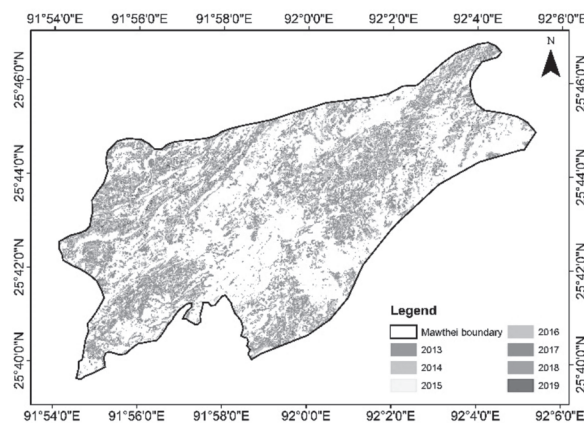 91°54'0"E 91°56'0"E 91°58'0"E 92°0'0"E 92°2'0"E 92°4'0"E 92°6'0"E
N
25°46'0"N 25°46'0"N
25°44'0"N 25°44'0"N
25°42'0"N 25°42'0"N
25°40'0"N 25°40'0"N
Legend
Mawthei boundary
2013
2014
2015
2016
2017
2018
2019
91°54'0"E 91°56'0"E 91°58'0"E 92°0'0"E 92°2'0"E 92°4'0"E 92°6'0"E